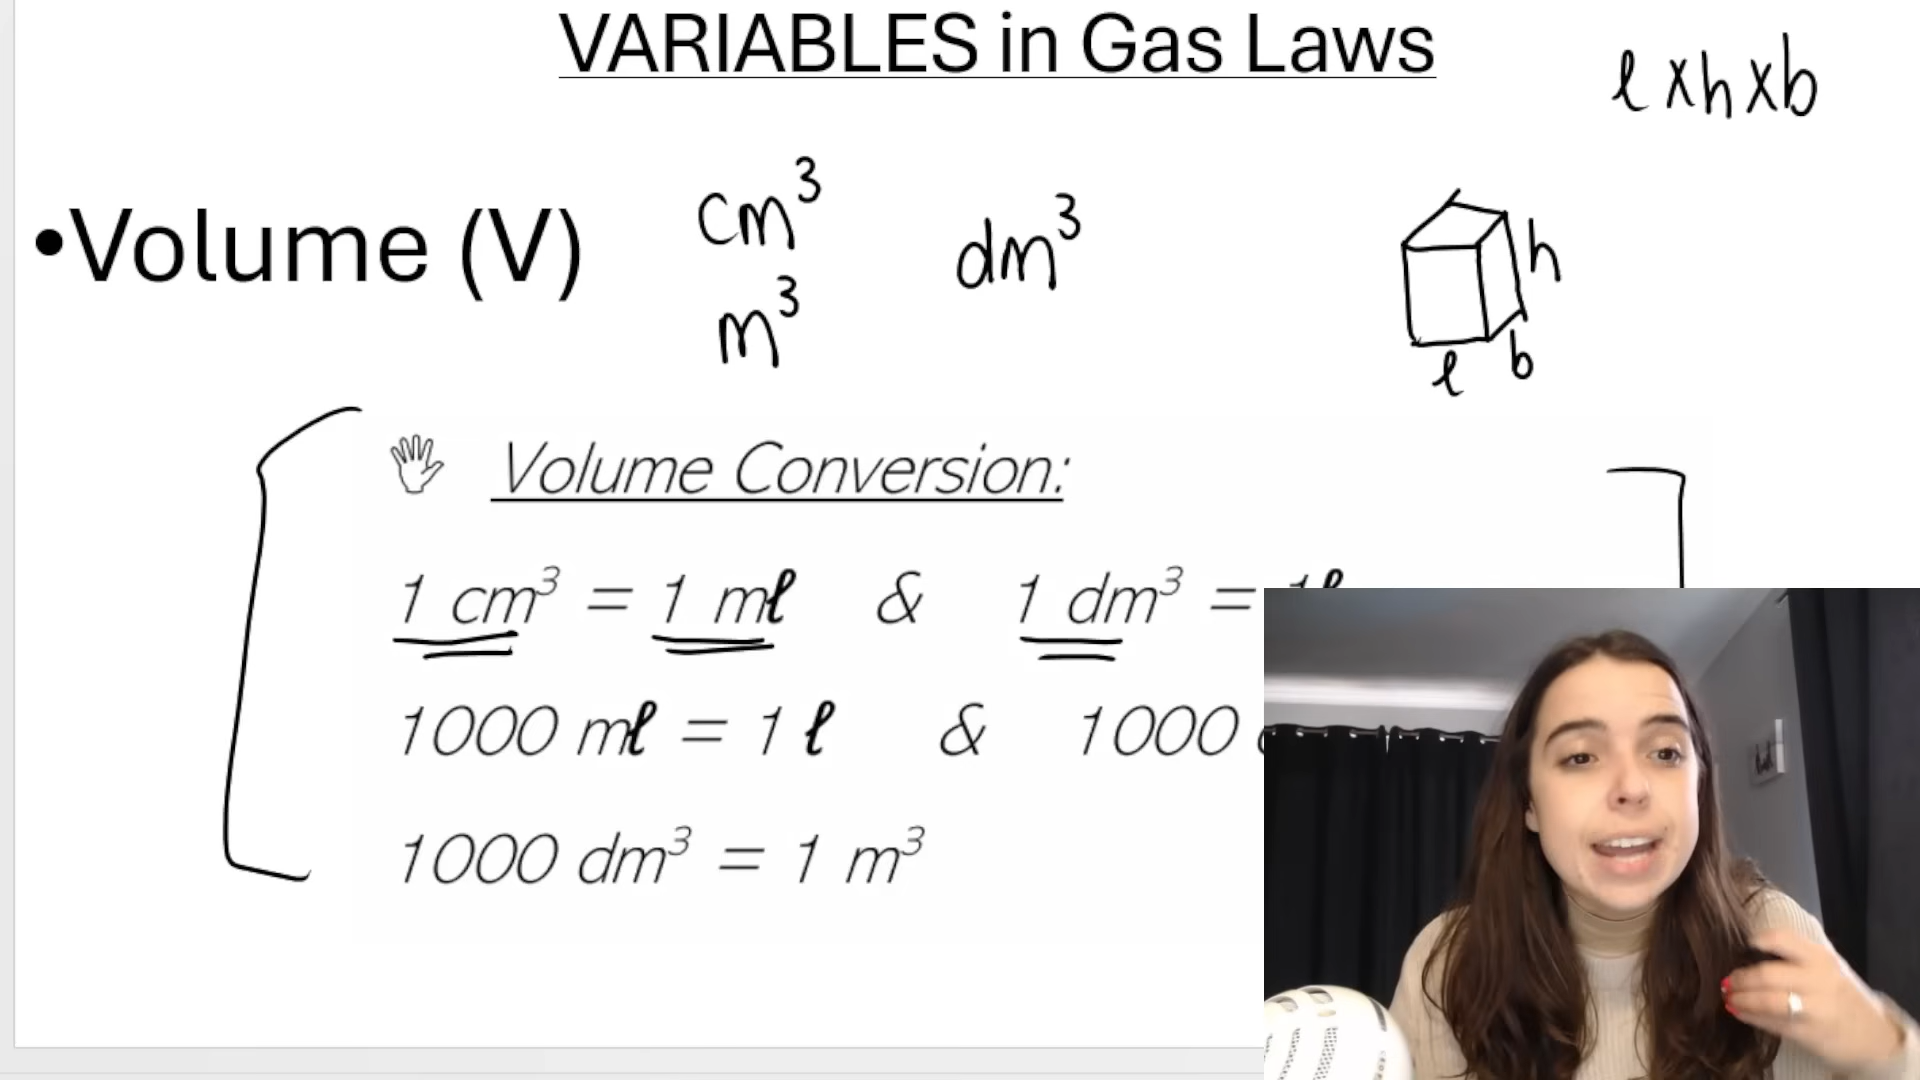 VARIABLES in Gas Laws
ℓ x h x b
•Volume (V)
cm³
dm³
m³
h
b
ℓ
Volume Conversion:
1 cm³ = 1 mℓ & 1 dm³ = 1ℓ
1000 mℓ = 1 ℓ & 1000
1000 dm³ = 1 m³